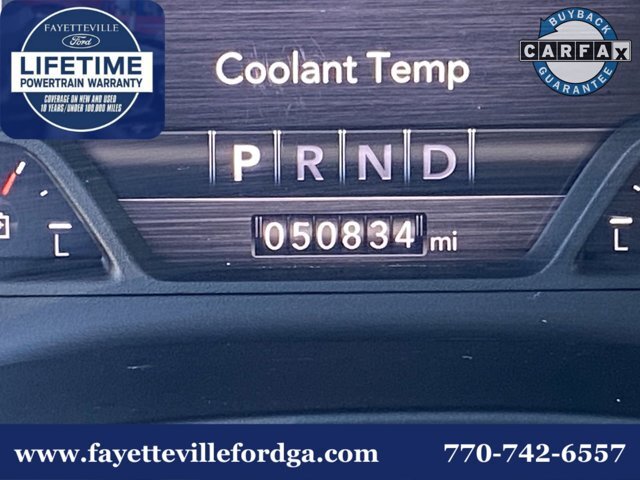 FAYETTEVILLE
Ford
LIFETIME
POWERTRAIN WARRANTY
COVERAGE ON NEW AND USED
10 YEARS/UNDER 100,000 MILES
BUYBACK
CARFAX
GUARANTEE
Coolant Temp
P R N D
050834 mi
L
L
www.fayettevillefordga.com
770-742-6557